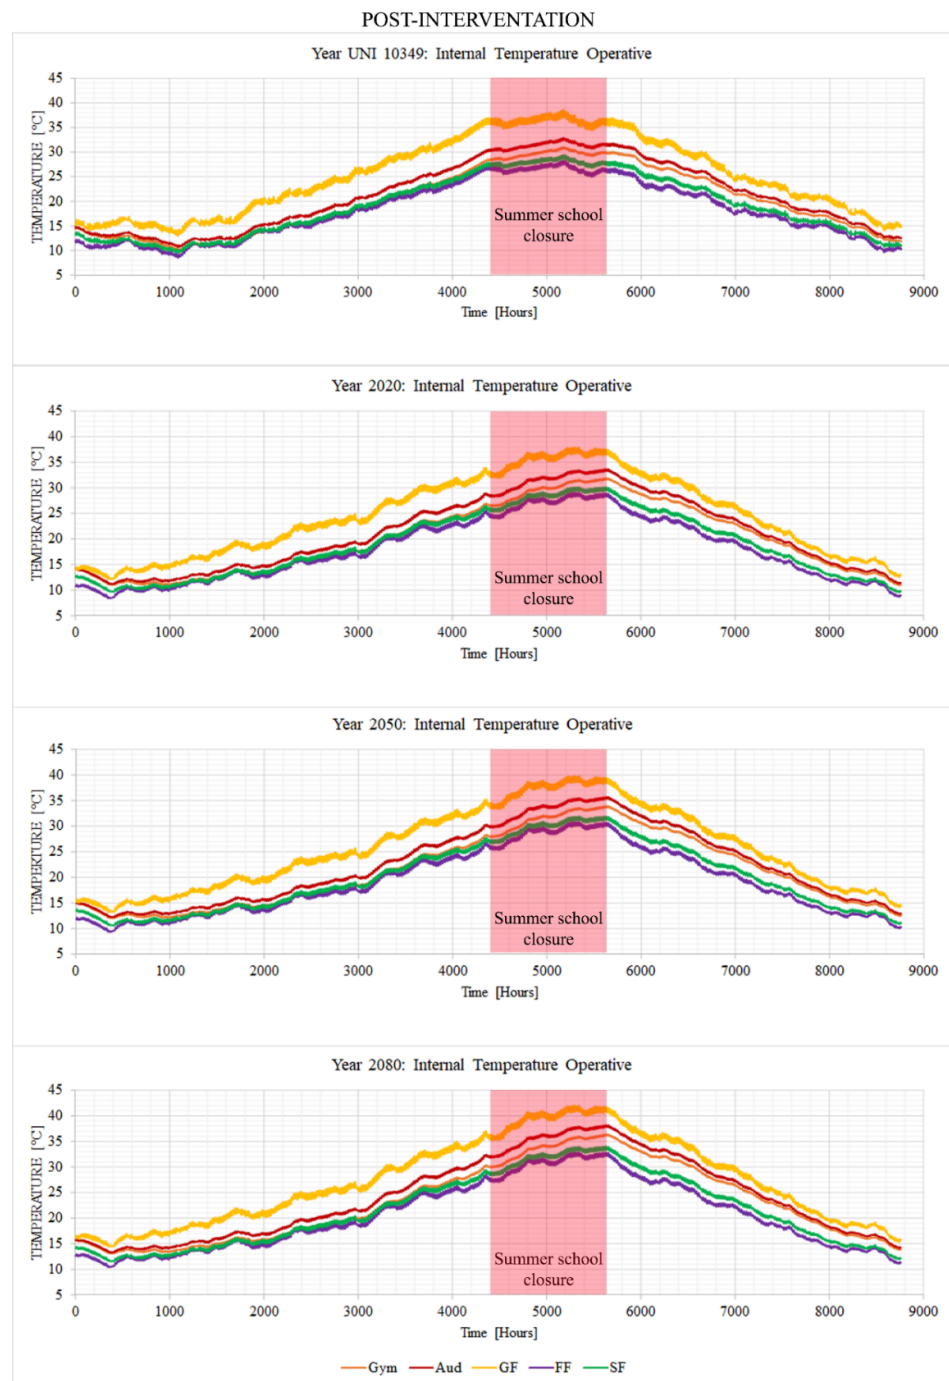 POST-INTERVENTATION
Year UNI 10349: Internal Temperature Operative
TEMPERATURE [°C]
45
40
35
30
25
20
15
10
5
Summer school
closure
0 1000 2000 3000 4000 5000 6000 7000 8000 9000
Time [Hours]
Year 2020: Internal Temperature Operative
TEMPERATURE [°C]
45
40
35
30
25
20
15
10
5
Summer school
closure
0 1000 2000 3000 4000 5000 6000 7000 8000 9000
Time [Hours]
Year 2050: Internal Temperature Operative
TEMPERKTURE [°C]
45
40
35
30
25
20
15
10
5
Summer school
closure
0 1000 2000 3000 4000 5000 6000 7000 8000 9000
Time [Hours]
Year 2080: Internal Temperature Operative
TEMPERATURE [°C]
45
40
35
30
25
20
15
10
5
Summer school
closure
0 1000 2000 3000 4000 5000 6000 7000 8000 9000
Time [Hours]
Gym Aud GF FF SF